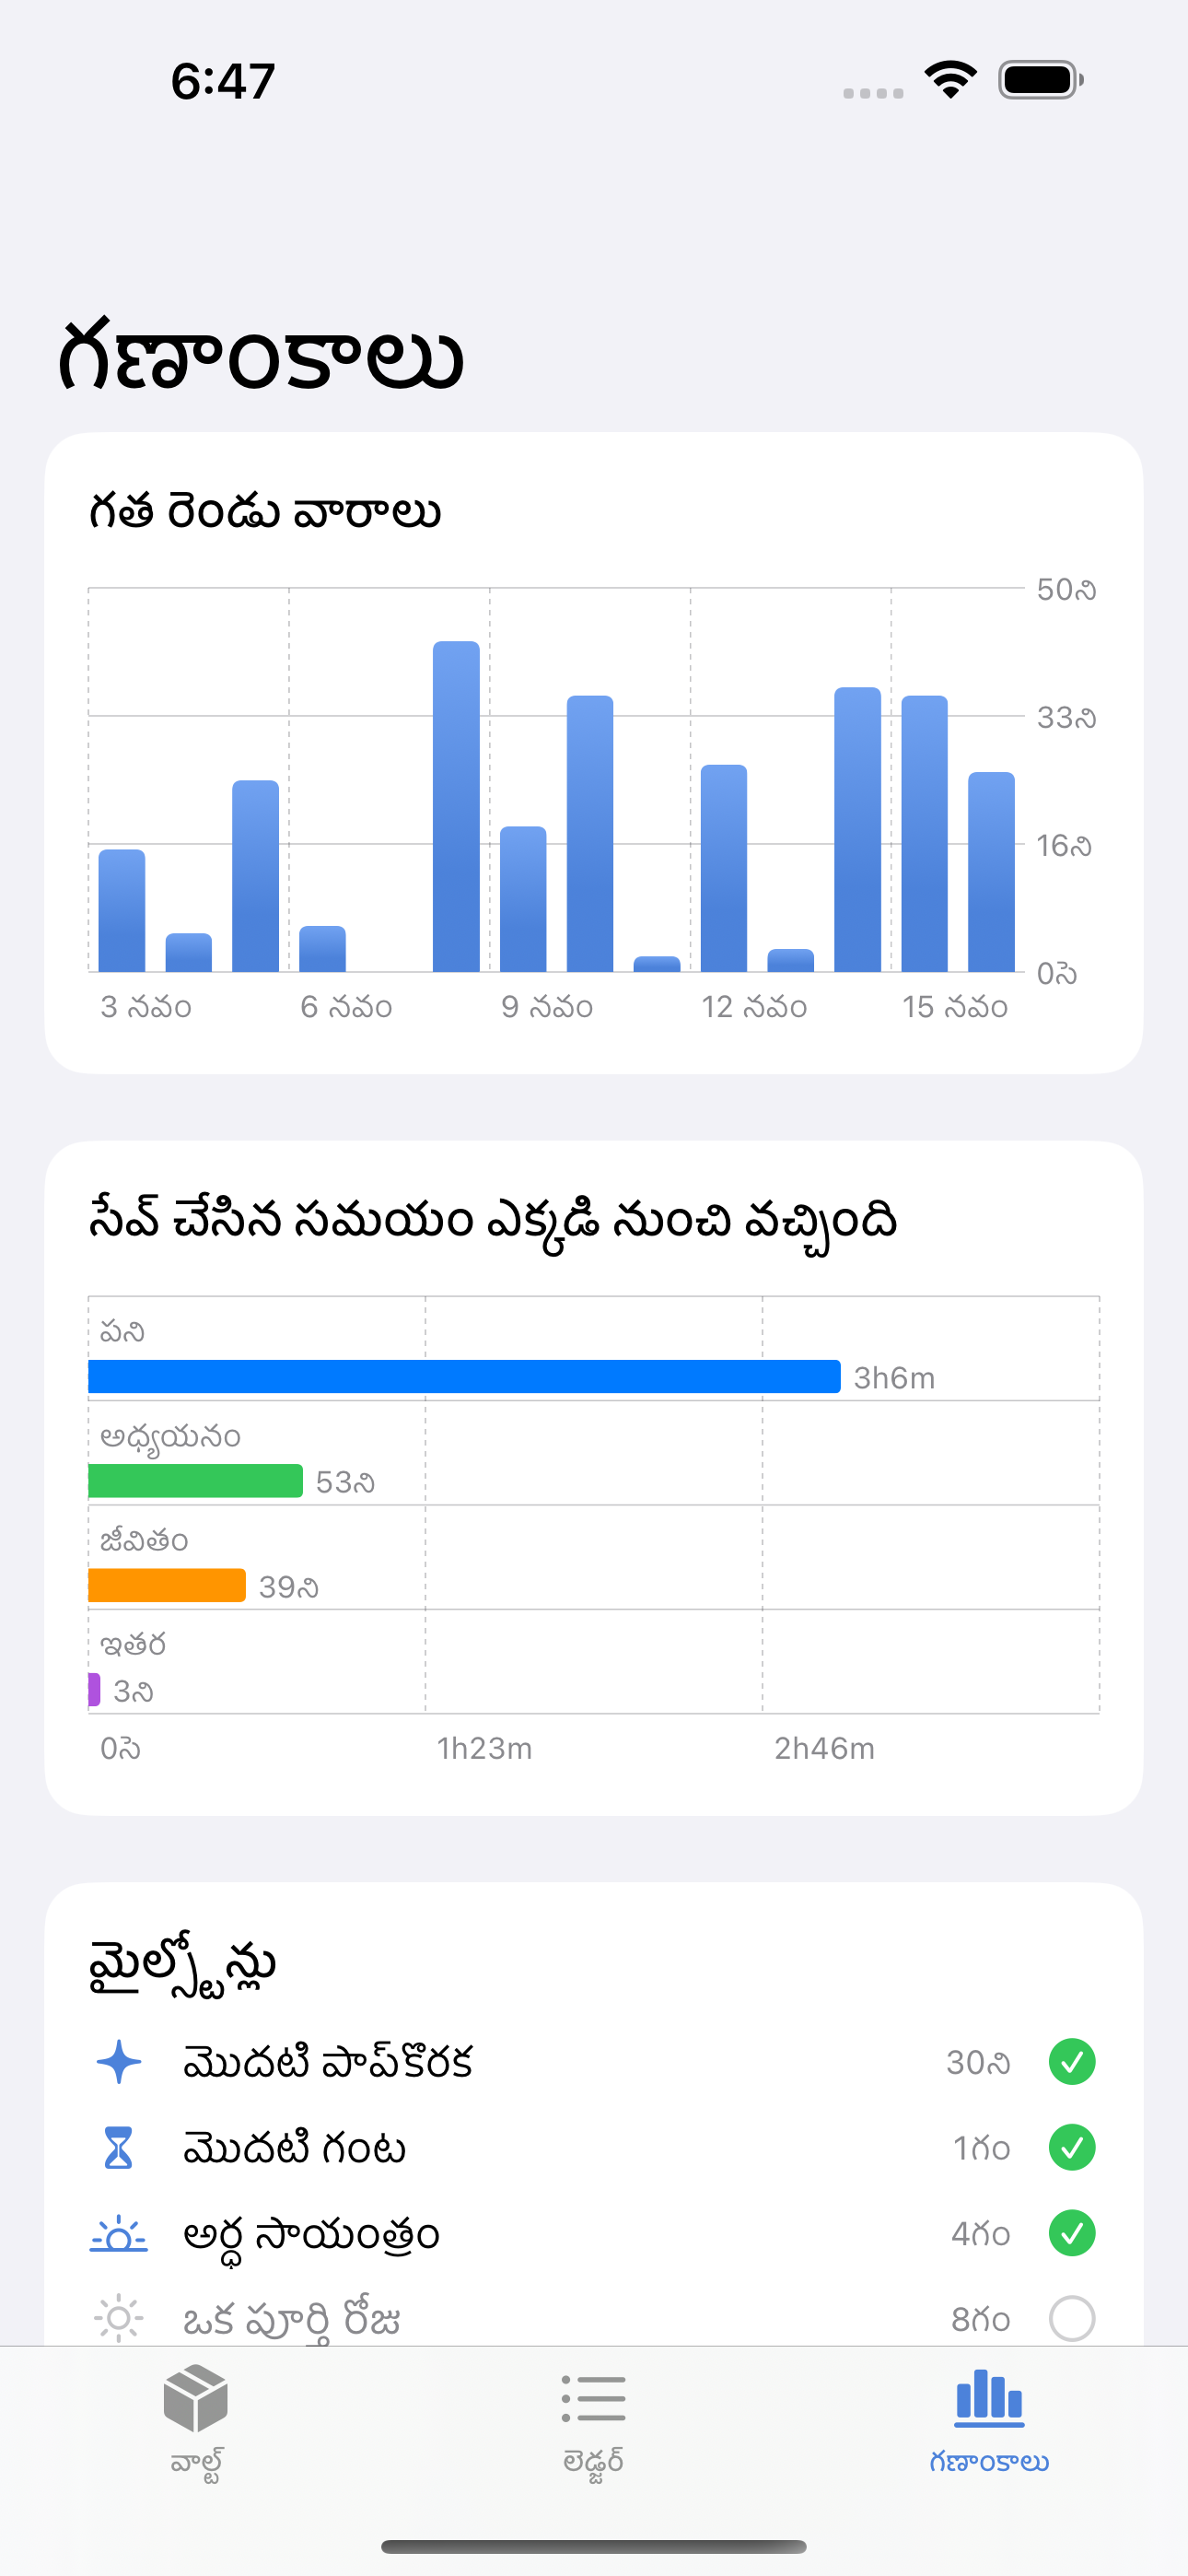 6:47
గణాంకాలు
గత రెండు వారాలు
50ని
33ని
16ని
0సె
3 నవం 6 నవం 9 నవం 12 నవం 15 నవం
సేవ్ చేసిన సమయం ఎక్కడి నుంచి వచ్చింది
పని
3h6m
అధ్యయనం
53ని
జీవితం
39ని
ఇతర
3ని
0సె 1h23m 2h46m
మైల్స్టోన్లు
మొదటి పాప్‌కొరక 30ని
మొదటి గంట 1గం
అర్ధ సాయంత్రం 4గం
ఒక పూర్తి రోజు 8గం
వాల్ట్ లెడ్జర్ గణాంకాలు